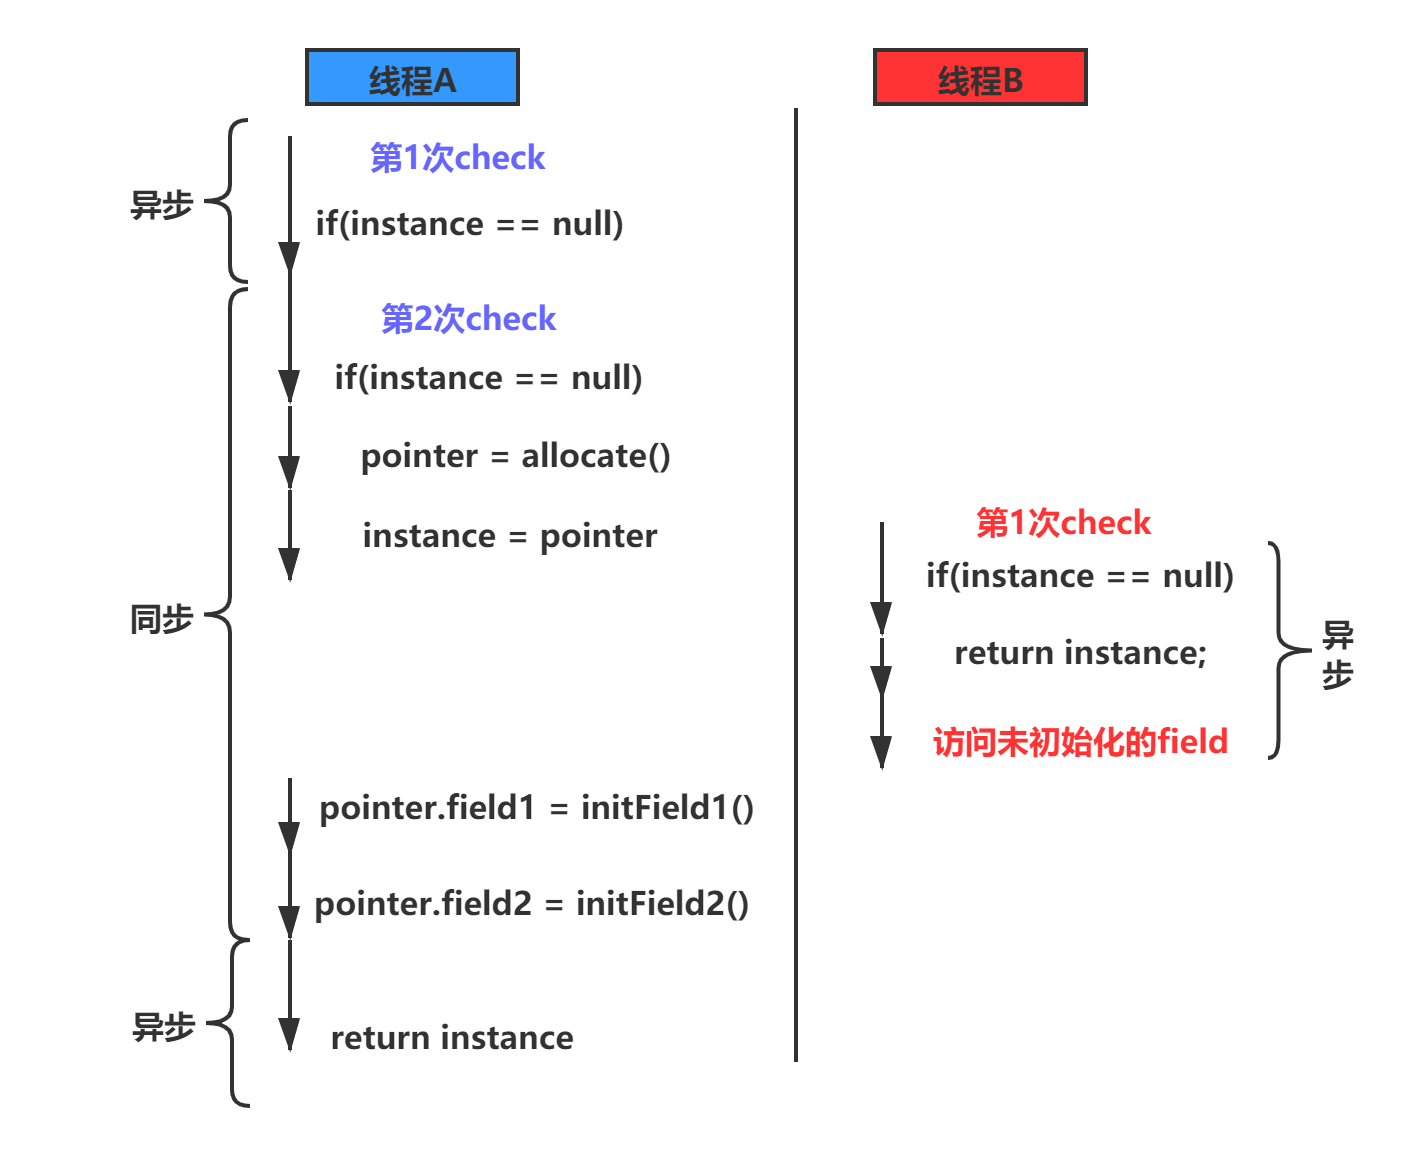 线程A
线程B
异步
第1次check
if(instance == null)
同步
第2次check
if(instance == null)
pointer = allocate()
instance = pointer
pointer.field1 = initField1()
pointer.field2 = initField2()
异步
return instance
第1次check
if(instance == null)
return instance;
访问未初始化的field
异
步